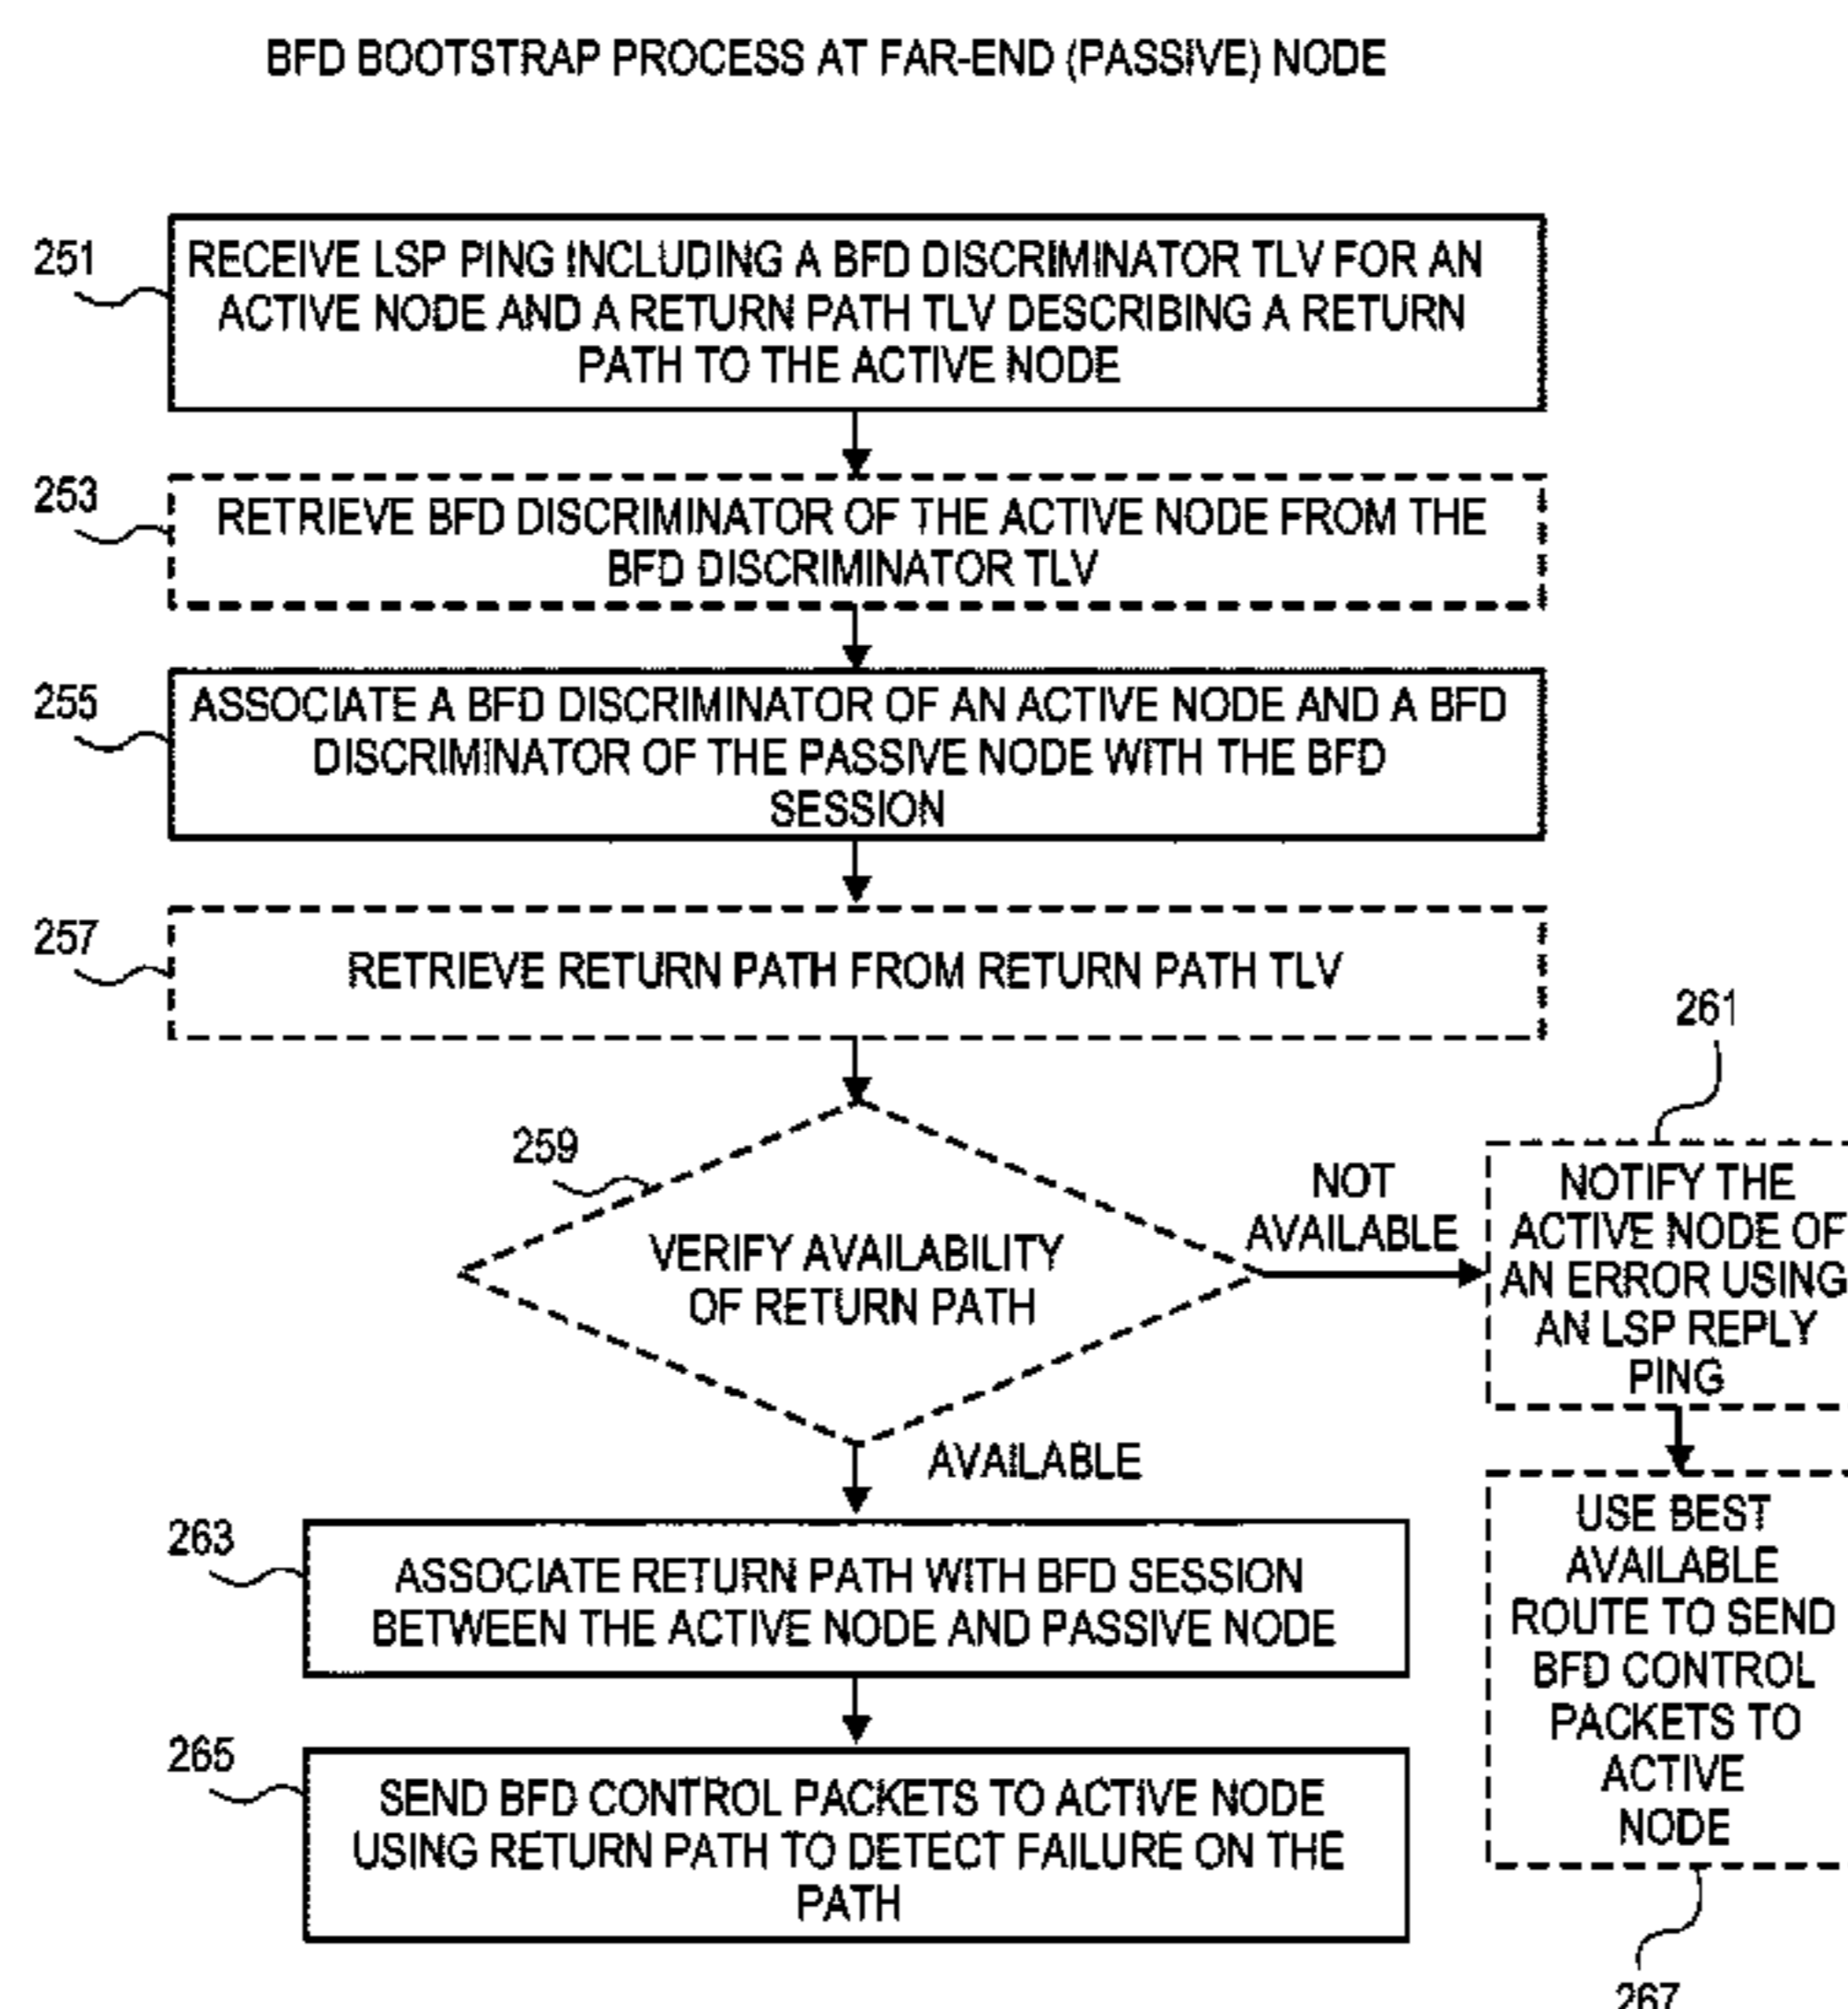 BFD BOOTSTRAP PROCESS AT FAR-END (PASSIVE) NODE
251
RECEIVE LSP PING INCLUDING A BFD DISCRIMINATOR TLV FOR AN
ACTIVE NODE AND A RETURN PATH TLV DESCRIBING A RETURN
PATH TO THE ACTIVE NODE
253
RETRIEVE BFD DISCRIMINATOR OF THE ACTIVE NODE FROM THE
BFD DISCRIMINATOR TLV
255
ASSOCIATE A BFD DISCRIMINATOR OF AN ACTIVE NODE AND A BFD
DISCRIMINATOR OF THE PASSIVE NODE WITH THE BFD
SESSION
257
RETRIEVE RETURN PATH FROM RETURN PATH TLV
259
VERIFY AVAILABILITY
OF RETURN PATH
NOT
AVAILABLE
261
NOTIFY THE
ACTIVE NODE OF
AN ERROR USING
AN LSP REPLY
PING
AVAILABLE
263
ASSOCIATE RETURN PATH WITH BFD SESSION
BETWEEN THE ACTIVE NODE AND PASSIVE NODE
265
SEND BFD CONTROL PACKETS TO ACTIVE NODE
USING RETURN PATH TO DETECT FAILURE ON THE
PATH
USE BEST
AVAILABLE
ROUTE TO SEND
BFD CONTROL
PACKETS TO
ACTIVE
NODE
267